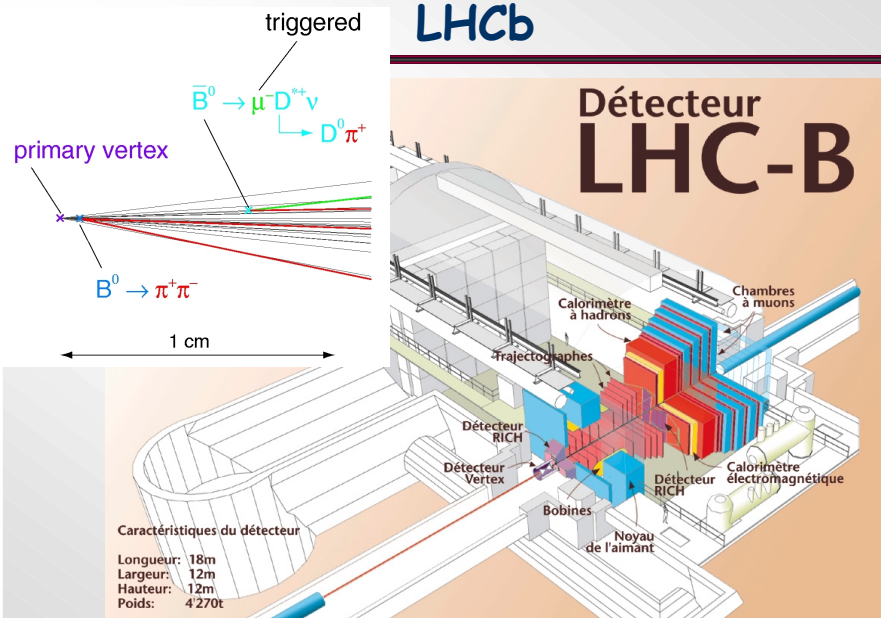 LHCb
triggered
B̅⁰ → μ⁻D*⁺ν
D⁰π⁺
primary vertex
B⁰ → π⁺π⁻
1 cm
Détecteur
LHC-B
Chambres
à muons
Calorimètre
à hadrons
Trajectographes
Détecteur
RICH
Détecteur
Vertex
Bobines
Noyau
de l'aimant
Détecteur
RICH
Calorimètre
électromagnétique
Caractéristiques du détecteur
Longueur: 18m
Largeur: 12m
Hauteur: 12m
Poids: 4'270t